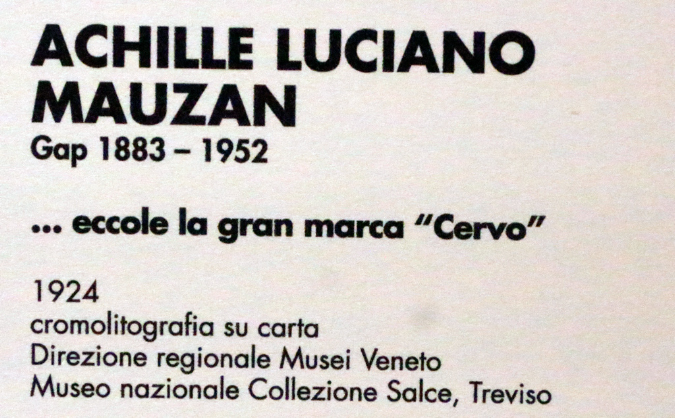 ACHILLE LUCIANO
MAUZAN
Gap 1883 – 1952
... eccole la gran marca “Cervo”
1924
cromolitografia su carta
Direzione regionale Musei Veneto
Museo nazionale Collezione Salce, Treviso